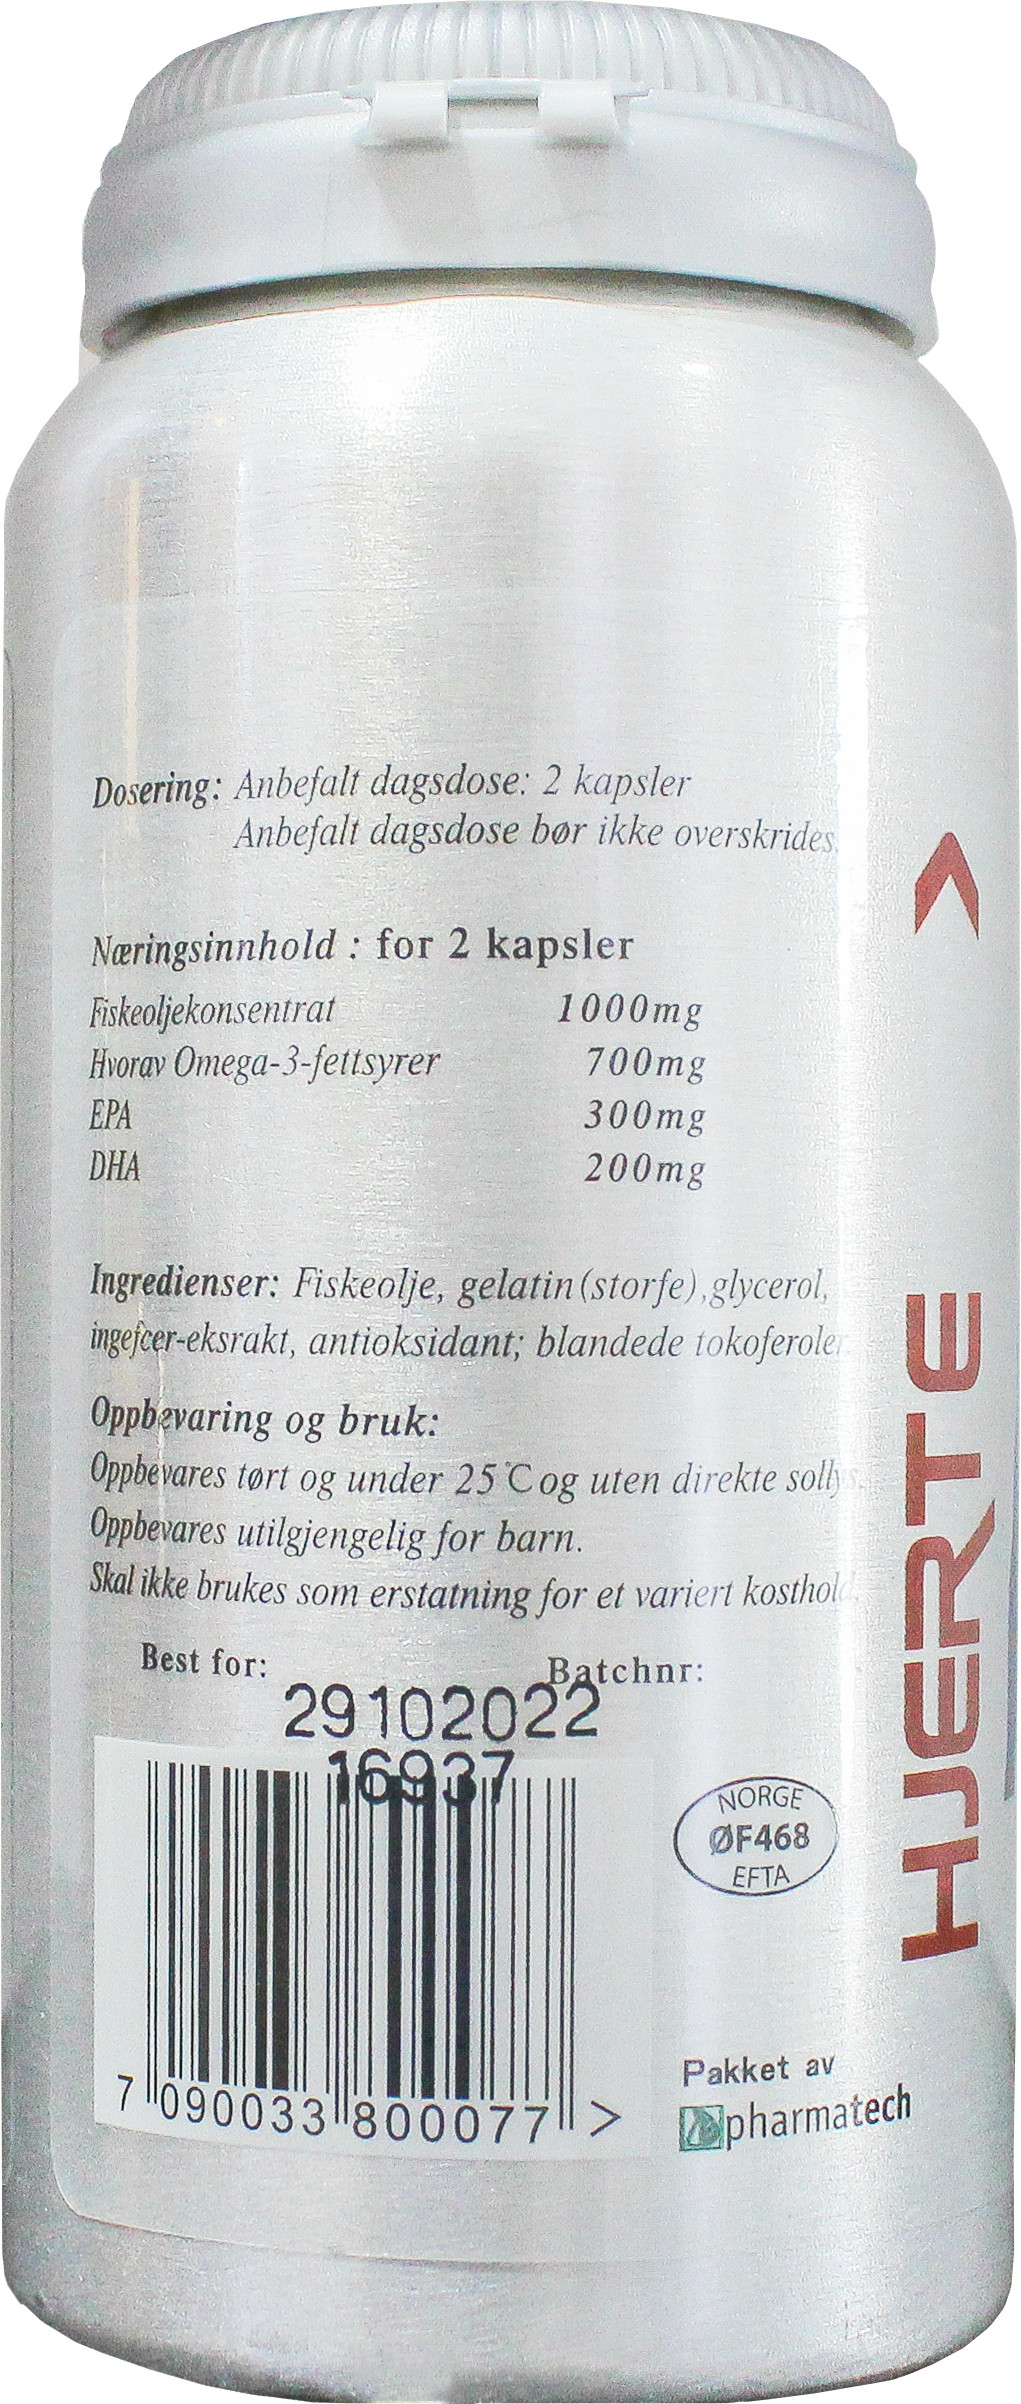 Dosering: Anbefalt dagsdose: 2 kapsler
Anbefalt dagsdose bør ikke overskrides.
Næringsinnhold : for 2 kapsler
Fiskeoljekonsentrat 1000mg
Hvorav Omega-3-fettsyrer 700mg
EPA 300mg
DHA 200mg
Ingredienser: Fiskeolje, gelatin (storfe), glycerol,
ingefcer-eksrakt, antioksidant; blandede tokoferoler
Oppbevaring og bruk:
Oppbevares tørt og under 25°C og uten direkte sollys.
Oppbevares utilgjengelig for barn.
Skal ikke brukes som erstatning for et variert kosthold.
Best for: Batchnr:
29102022
16937
7 090033 800077 >
NORGE
ØF468
EFTA
Pakket av
pharmatech
HJERTE